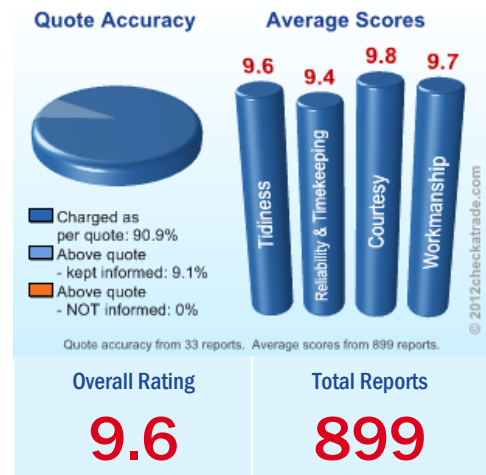 Quote Accuracy
Charged as
per quote: 90.9%
Above quote
- kept informed: 9.1%
Above quote
- NOT informed: 0%
Average Scores
9.6
9.4
9.8
9.7
Tidiness
Reliability & Timekeeping
Courtesy
Workmanship
© 2012checkatrade.com
Quote accuracy from 33 reports. Average scores from 899 reports.
Overall Rating
9.6
Total Reports
899